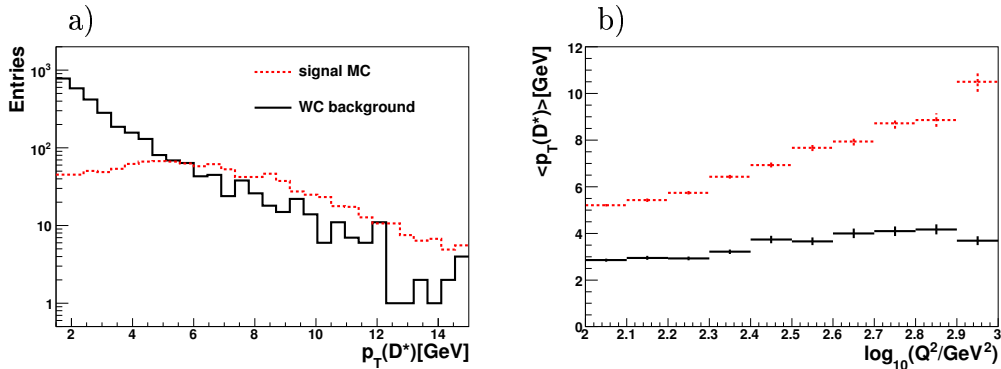 a)
Entries
10³
10²
10
1
signal MC
WC background
2 4 6 8 10 12 14
p_T(D*)[GeV]
b)
<p_T(D*)>[GeV]
12
10
8
6
4
2
0
2 2.1 2.2 2.3 2.4 2.5 2.6 2.7 2.8 2.9 3
log₁₀(Q²/GeV²)